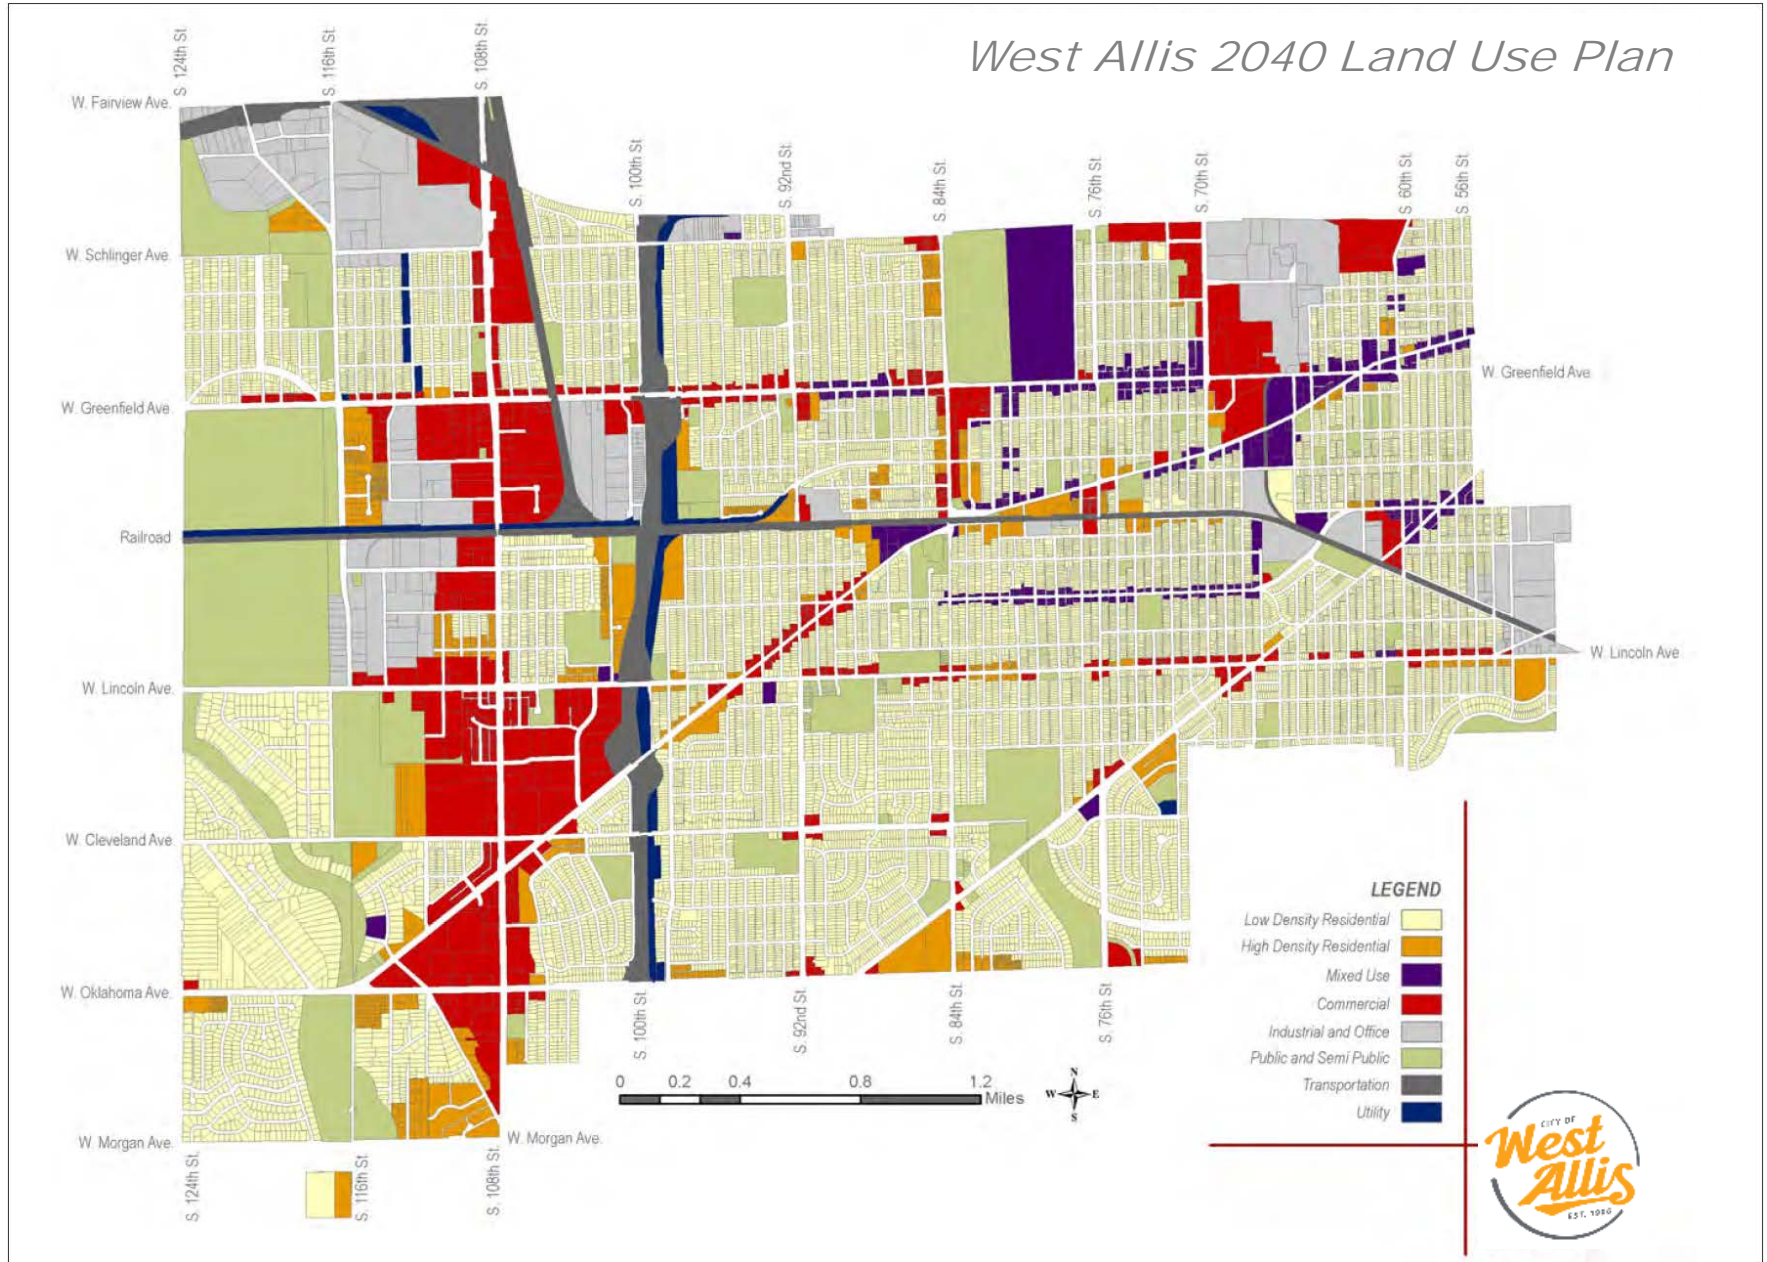 West Allis 2040 Land Use Plan
S. 124th St.
S. 116th St.
S. 108th St.
W. Fairview Ave.
S. 100th St.
S. 92nd St.
S. 84th St.
S. 76th St.
S. 70th St.
S. 60th St.
S. 56th St.
W. Schlinger Ave.
W. Greenfield Ave.
W. Greenfield Ave.
Railroad
W. Lincoln Ave.
W. Lincoln Ave.
W. Cleveland Ave.
W. Oklahoma Ave.
S. 100th St.
S. 92nd St.
S. 84th St.
S. 76th St.
LEGEND
Low Density Residential
High Density Residential
Mixed Use
Commercial
Industrial and Office
Public and Semi Public
Transportation
Utility
0 0.2 0.4 0.8 1.2
Miles
N
W E
S
W. Morgan Ave.
W. Morgan Ave.
S. 124th St.
S. 116th St.
S. 108th St.
CITY OF
West
Allis
EST. 1906